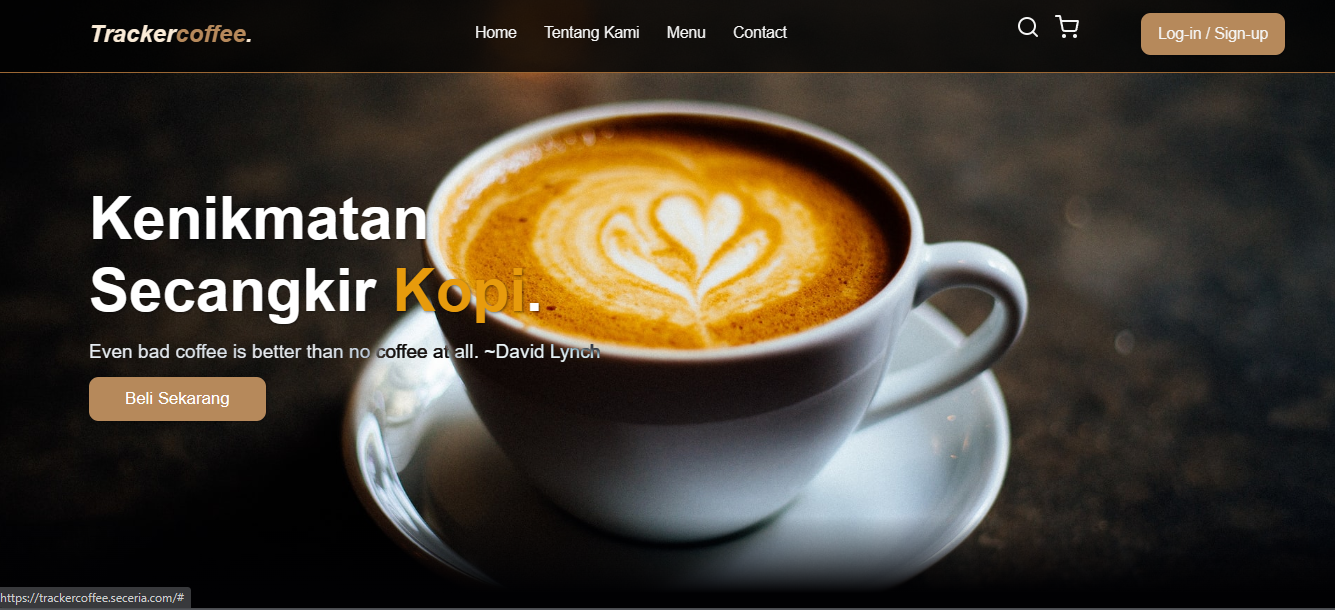 Trackercoffee.
Home Tentang Kami Menu Contact
Log-in / Sign-up
Kenikmatan
Secangkir Kopi.
Even bad coffee is better than no coffee at all. ~David Lynch
Beli Sekarang
https://trackercoffee.seceria.com/#